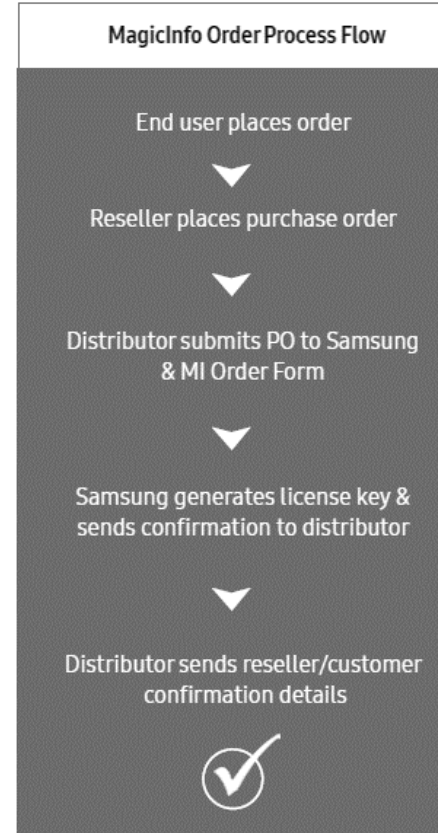 MagicInfo Order Process Flow
End user places order
Reseller places purchase order
Distributor submits PO to Samsung
& MI Order Form
Samsung generates license key &
sends confirmation to distributor
Distributor sends reseller/customer
confirmation details